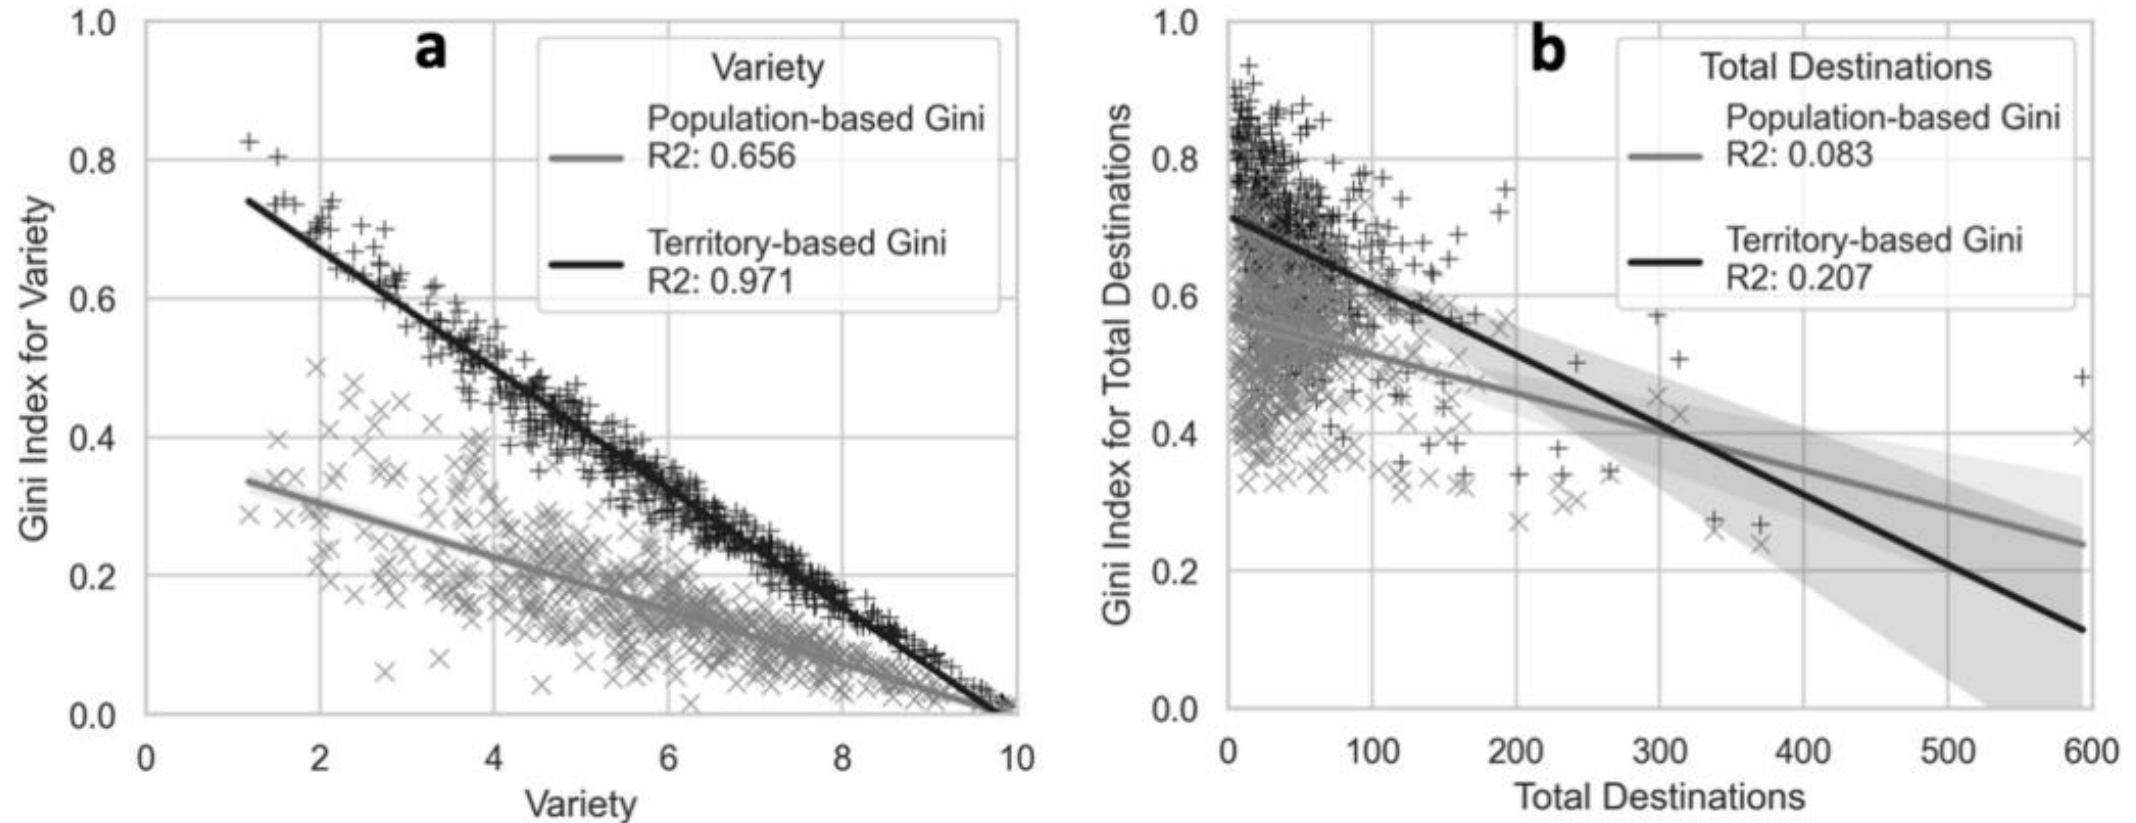 a
Variety
Population-based Gini
R2: 0.656
Territory-based Gini
R2: 0.971
Gini Index for Variety
1.0
0.8
0.6
0.4
0.2
0.0
0 2 4 6 8 10
Variety
b
Total Destinations
Population-based Gini
R2: 0.083
Territory-based Gini
R2: 0.207
Gini Index for Total Destinations
1.0
0.8
0.6
0.4
0.2
0.0
0 100 200 300 400 500 600
Total Destinations